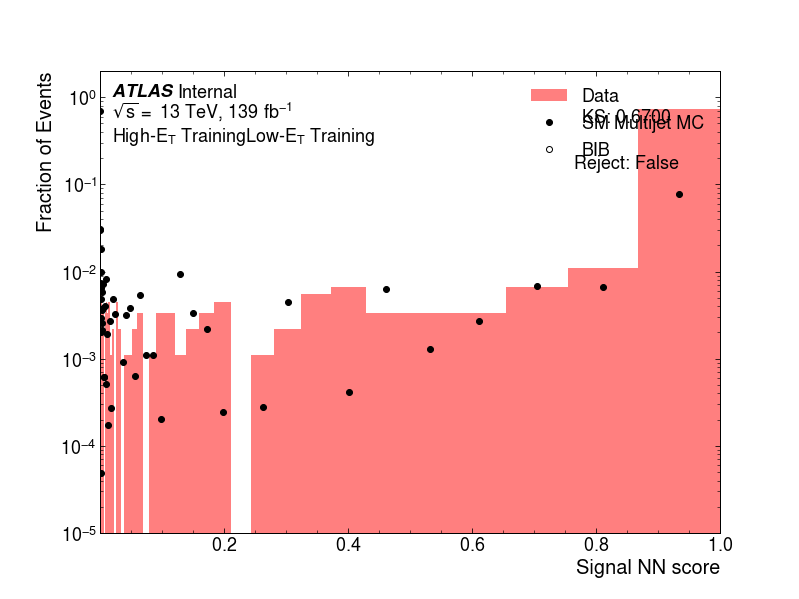 ATLAS Internal
√s = 13 TeV, 139 fb⁻¹
High-E_T TrainingLow-E_T Training
Data
KS: 0.6700
SM Multijet MC
BIB
Reject: False
Fraction of Events
10⁰
10⁻¹
10⁻²
10⁻³
10⁻⁴
10⁻⁵
0.2 0.4 0.6 0.8 1.0
Signal NN score